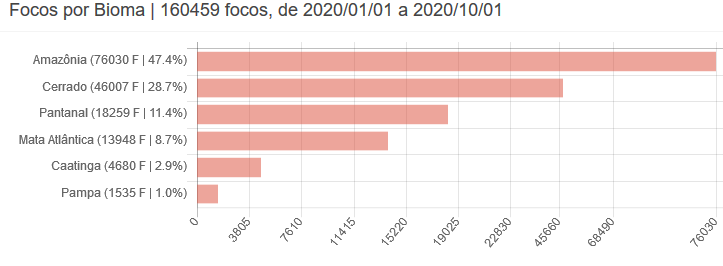 Focos por Bioma | 160459 focos, de 2020/01/01 a 2020/10/01
Amazônia (76030 F | 47.4%)
Cerrado (46007 F | 28.7%)
Pantanal (18259 F | 11.4%)
Mata Atlântica (13948 F | 8.7%)
Caatinga (4680 F | 2.9%)
Pampa (1535 F | 1.0%)
0 3805 7610 11415 15220 19025 22830 45660 68490 76030